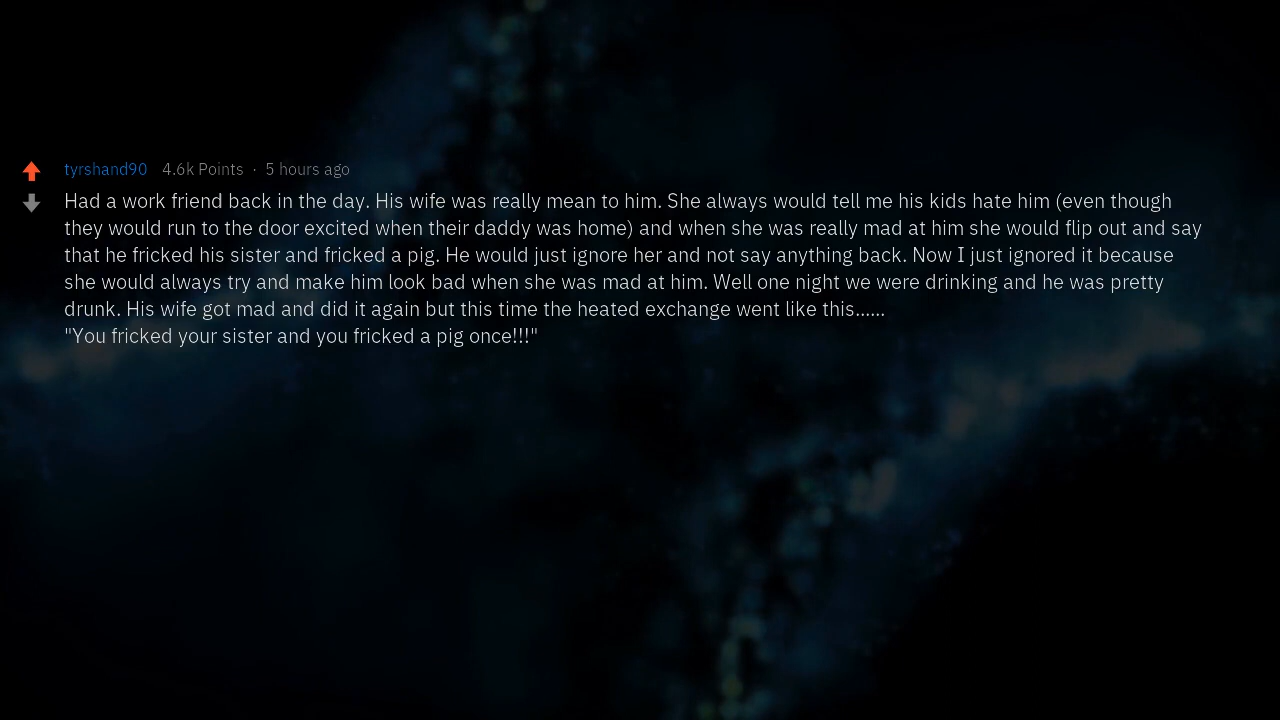 tyrshand90 4.6k Points · 5 hours ago
Had a work friend back in the day. His wife was really mean to him. She always would tell me his kids hate him (even though
they would run to the door excited when their daddy was home) and when she was really mad at him she would flip out and say
that he fricked his sister and fricked a pig. He would just ignore her and not say anything back. Now I just ignored it because
she would always try and make him look bad when she was mad at him. Well one night we were drinking and he was pretty
drunk. His wife got mad and did it again but this time the heated exchange went like this......
"You fricked your sister and you fricked a pig once!!!"